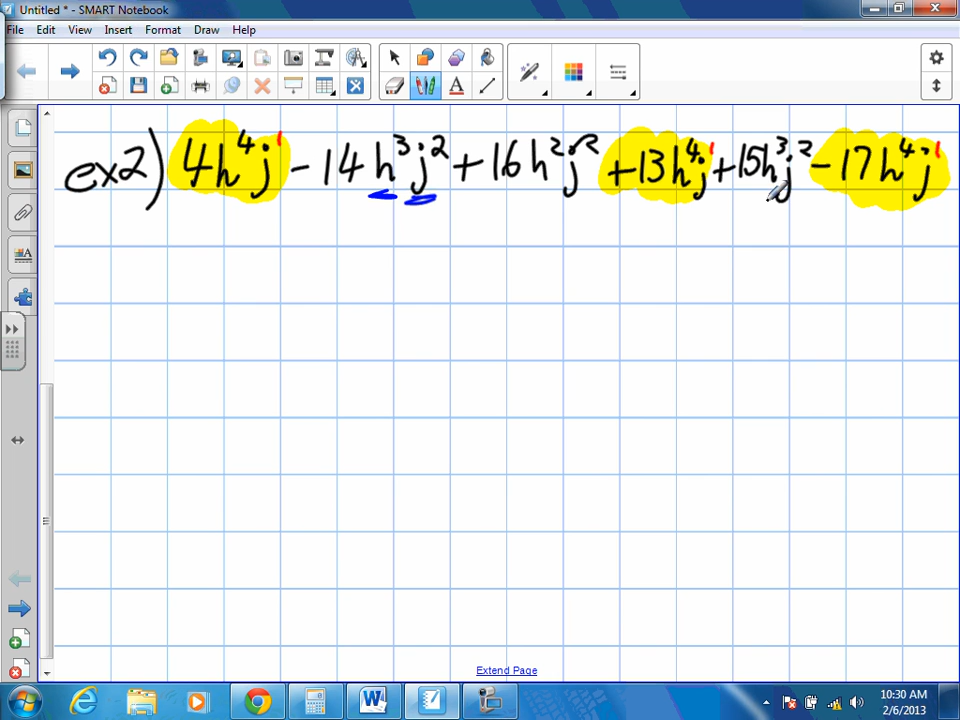 Untitled * - SMART Notebook
File Edit View Insert Format Draw Help
ex2) 4h⁴j¹ - 14h³j² + 16h²j² + 13h⁴j¹ + 15h³j² - 17h⁴j¹
Extend Page
10:30 AM
2/6/2013